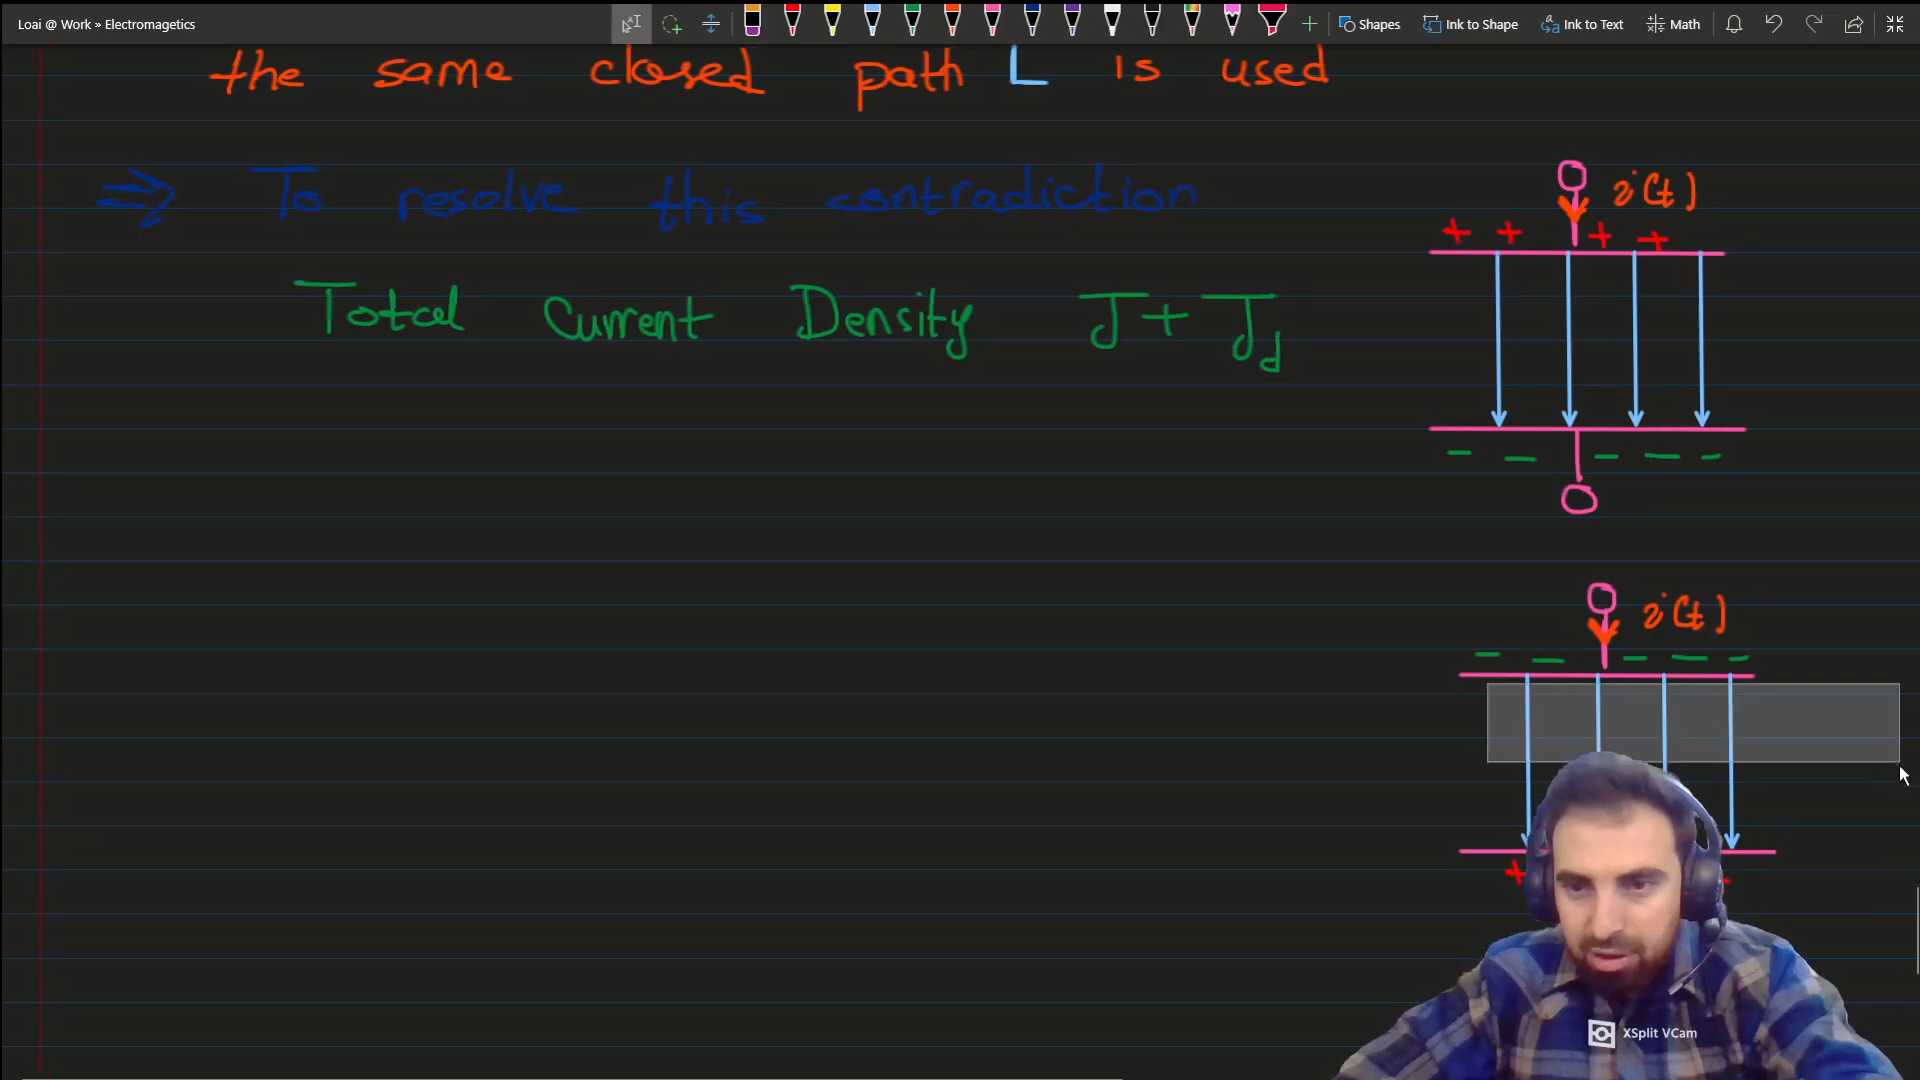 Loai @ Work » Electromagetics
Shapes
Ink to Shape
Ink to Text
Math
the same closed path L is used
⇒ To resolve this contradiction
Total Current Density J + J_d
i(t)
+ + + +
- - - - -
i(t)
- - - - -
+
XSplit VCam